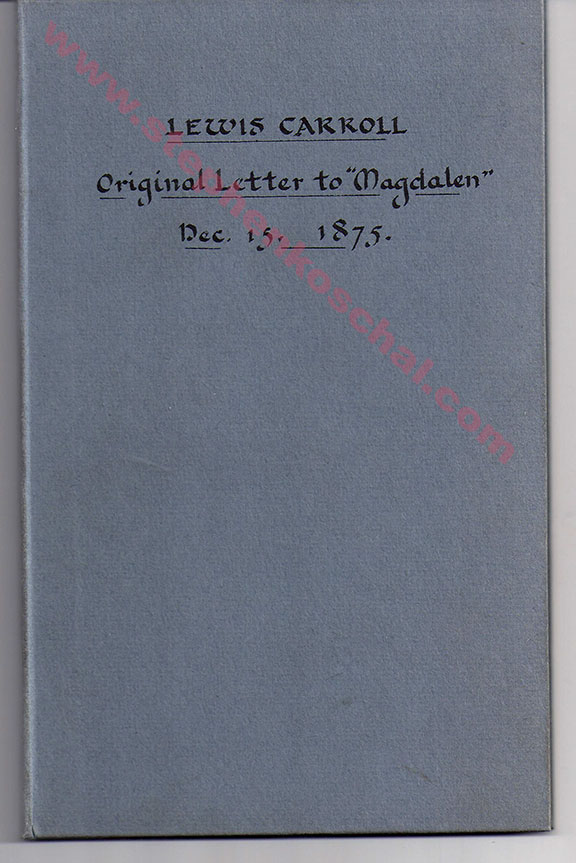 LEWIS CARROLL
Original Letter to "Magdalen"
Dec. 15. 1875.
www.stephenkoschal.com